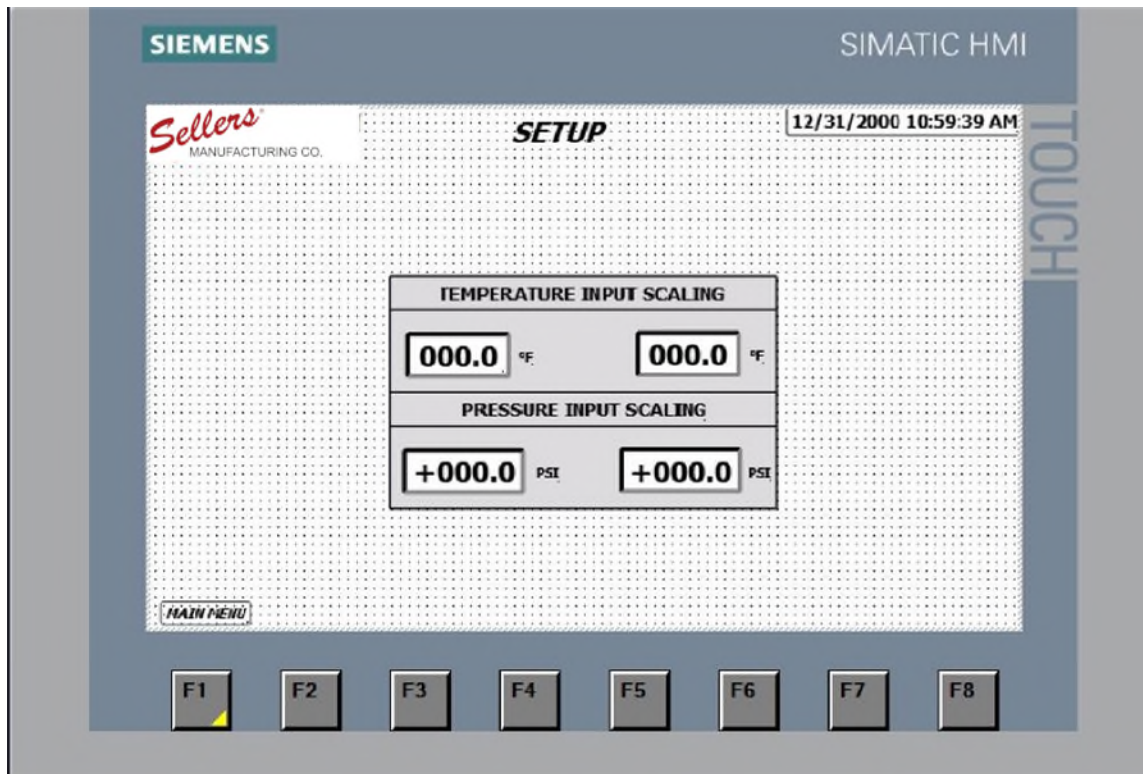 SIEMENS
SIMATIC HMI
Sellers
MANUFACTURING CO.
SETUP
12/31/2000 10:59:39 AM
TOUCH
TEMPERATURE INPUT SCALING
000.0 °F 000.0 °F
PRESSURE INPUT SCALING
+000.0 PSI +000.0 PSI
MAIN MENU
F1 F2 F3 F4 F5 F6 F7 F8